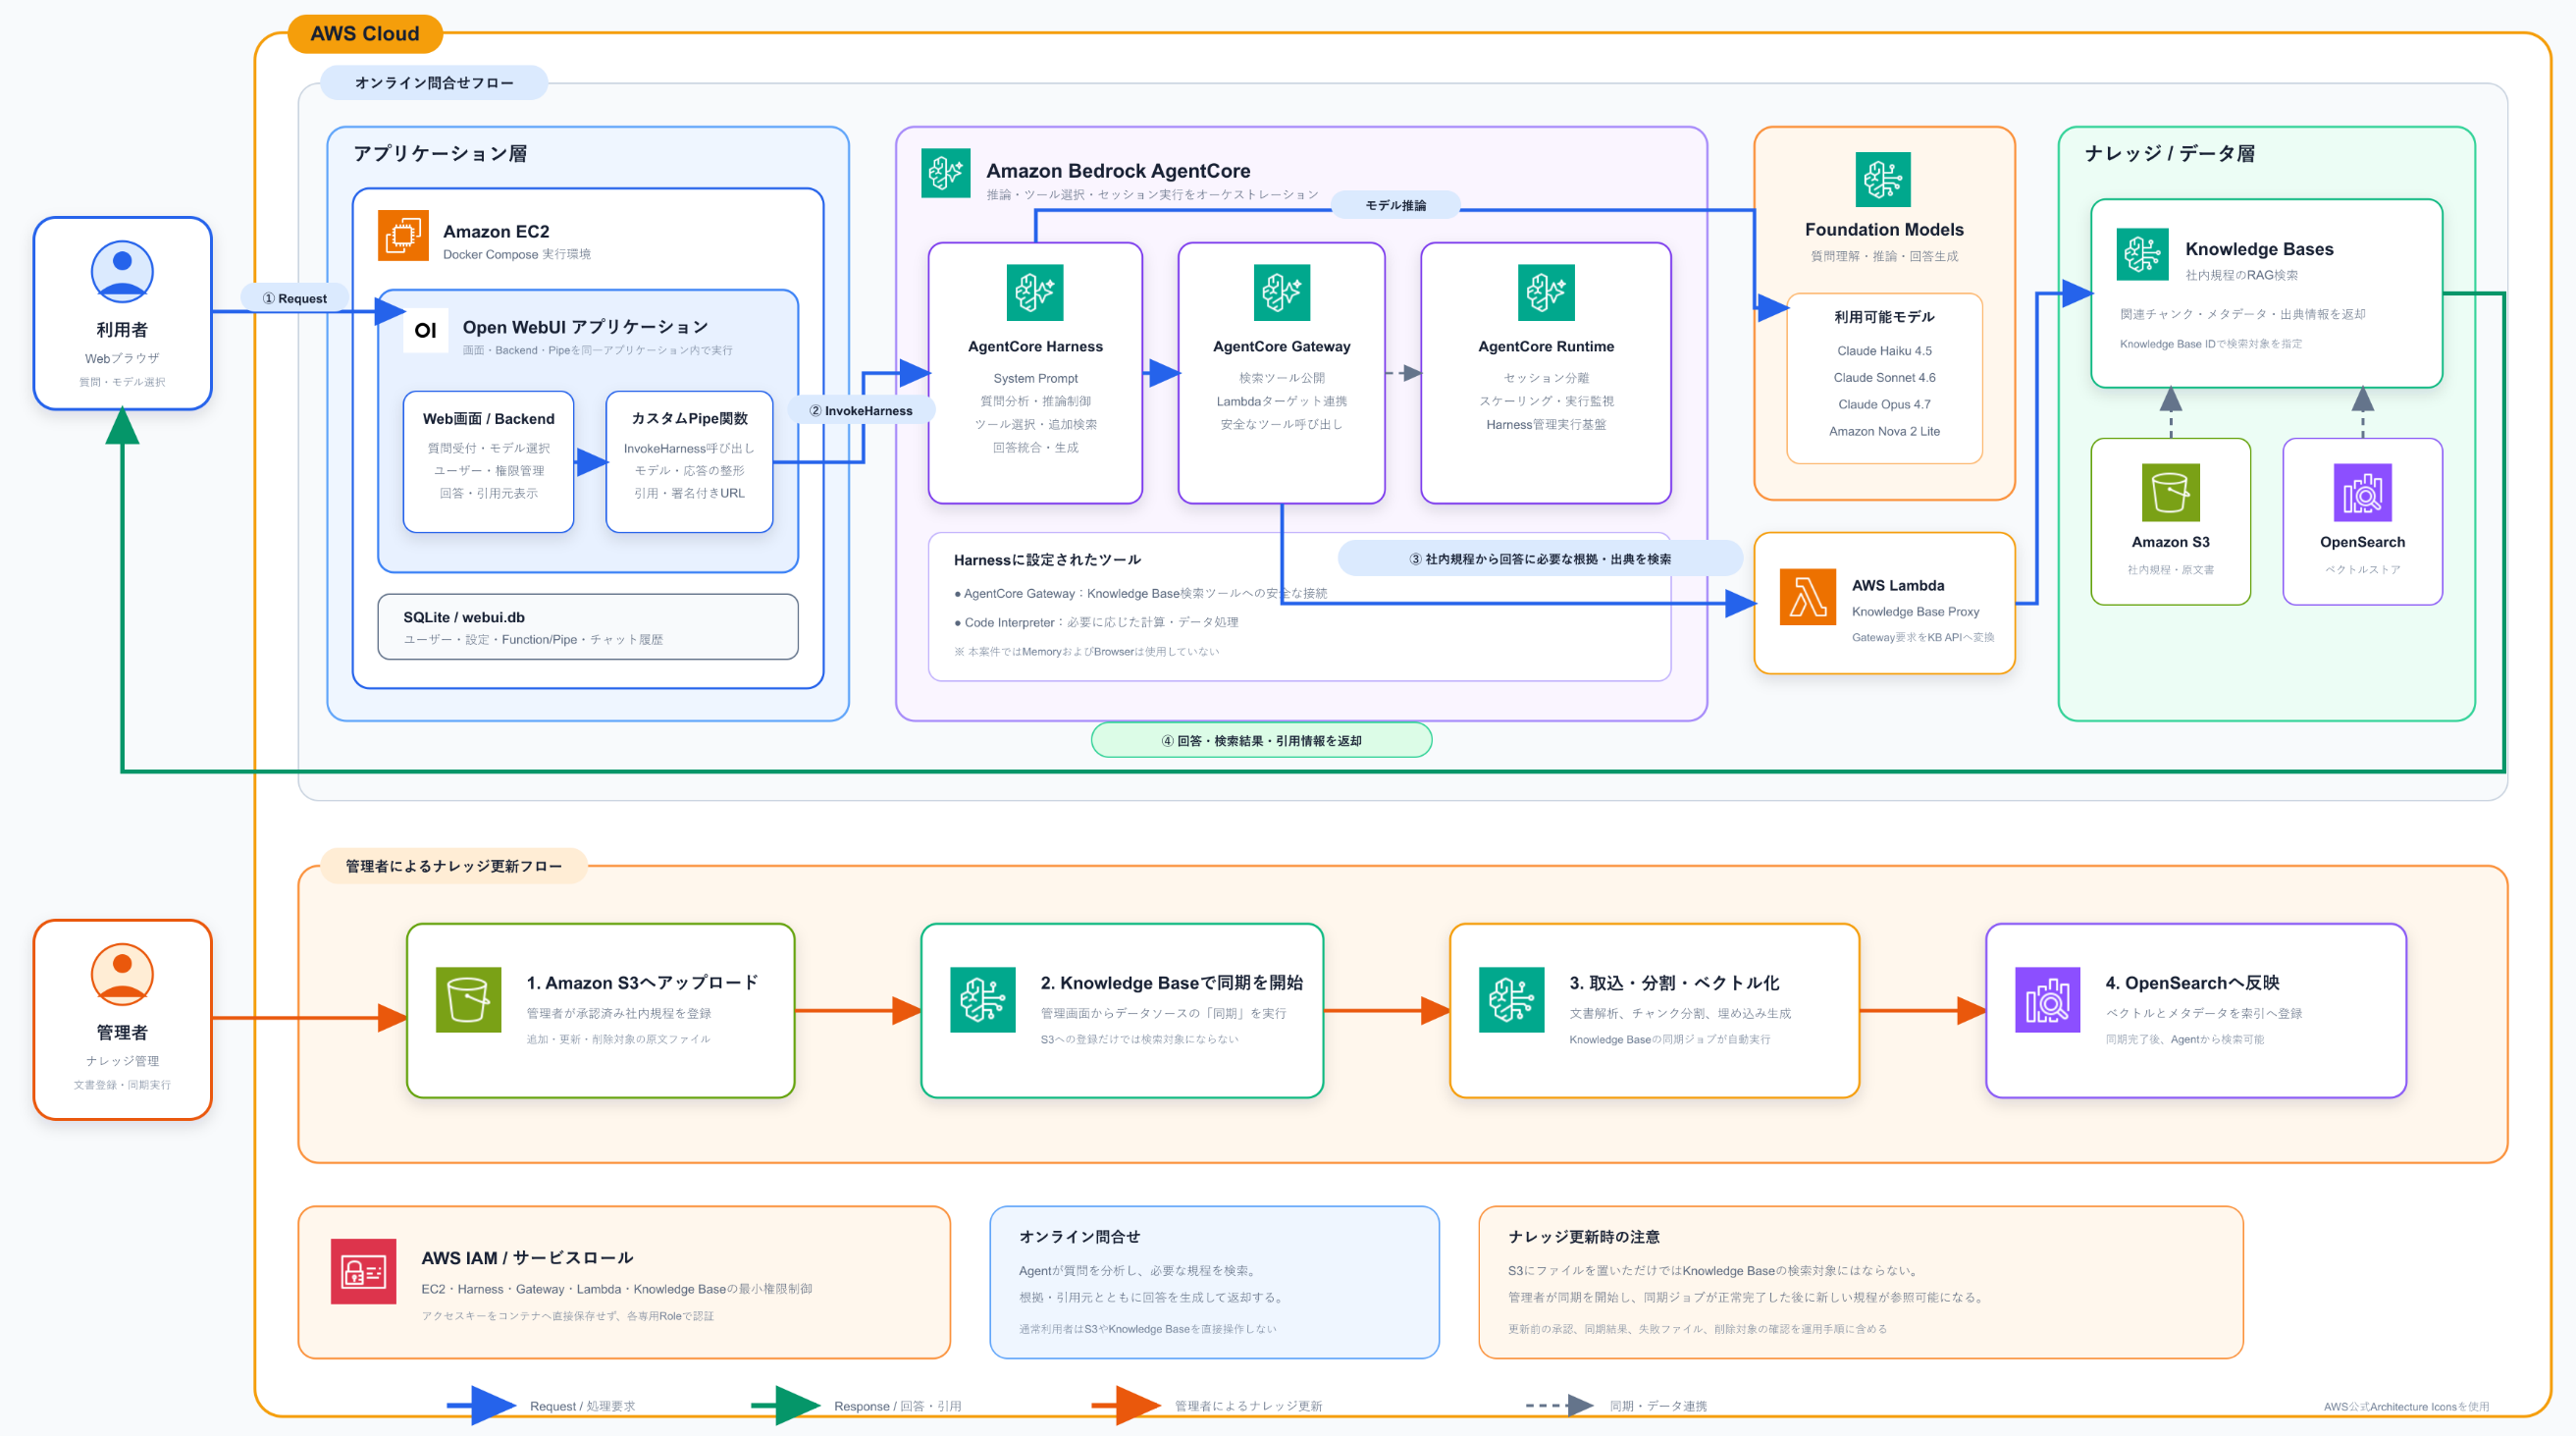 AWS Cloud
オンライン問合せフロー
利用者
Webブラウザ
質問・モデル選択
① Request
アプリケーション層
Amazon EC2
Docker Compose 実行環境
OI
Open WebUI アプリケーション
画面・Backend・Pipeを同一アプリケーション内で実行
Web画面 / Backend
質問受付・モデル選択
ユーザー・権限管理
回答・引用元表示
カスタムPipe関数
InvokeHarness呼び出し
モデル・応答の整形
引用・署名付きURL
SQLite / webui.db
ユーザー・設定・Function/Pipe・チャット履歴
② InvokeHarness
Amazon Bedrock AgentCore
推論・ツール選択・セッション実行をオーケストレーション
モデル推論
AgentCore Harness
System Prompt
質問分析・推論制御
ツール選択・追加検索
回答統合・生成
AgentCore Gateway
検索ツール公開
Lambdaターゲット連携
安全なツール呼び出し
AgentCore Runtime
セッション分離
スケーリング・実行監視
Harness管理実行基盤
Harnessに設定されたツール
● AgentCore Gateway：Knowledge Base検索ツールへの安全な接続
● Code Interpreter：必要に応じた計算・データ処理
※ 本案件ではMemoryおよびBrowserは使用していない
③ 社内規程から回答に必要な根拠・出典を検索
Foundation Models
質問理解・推論・回答生成
利用可能モデル
Claude Haiku 4.5
Claude Sonnet 4.6
Claude Opus 4.7
Amazon Nova 2 Lite
AWS Lambda
Knowledge Base Proxy
Gateway要求をKB APIへ変換
ナレッジ / データ層
Knowledge Bases
社内規程のRAG検索
関連チャンク・メタデータ・出典情報を返却
Knowledge Base IDで検索対象を指定
Amazon S3
社内規程・原文書
OpenSearch
ベクトルストア
④ 回答・検索結果・引用情報を返却
管理者によるナレッジ更新フロー
管理者
ナレッジ管理
文書登録・同期実行
1. Amazon S3へアップロード
管理者が承認済み社内規程を登録
追加・更新・削除対象の原文ファイル
2. Knowledge Baseで同期を開始
管理画面からデータソースの「同期」を実行
S3への登録だけでは検索対象にならない
3. 取込・分割・ベクトル化
文書解析、チャンク分割、埋め込み生成
Knowledge Baseの同期ジョブが自動実行
4. OpenSearchへ反映
ベクトルとメタデータを索引へ登録
同期完了後、Agentから検索可能
AWS IAM / サービスロール
EC2・Harness・Gateway・Lambda・Knowledge Baseの最小権限制御
アクセスキーをコンテナへ直接保存せず、各専用Roleで認証
オンライン問合せ
Agentが質問を分析し、必要な規程を検索。
根拠・引用元とともに回答を生成して返却する。
通常利用者はS3やKnowledge Baseを直接操作しない
ナレッジ更新時の注意
S3にファイルを置いただけではKnowledge Baseの検索対象にはならない。
管理者が同期を開始し、同期ジョブが正常完了した後に新しい規程が参照可能になる。
更新前の承認、同期結果、失敗ファイル、削除対象の確認を運用手順に含める
Request / 処理要求
Response / 回答・引用
管理者によるナレッジ更新
同期・データ連携
AWS公式Architecture Iconsを使用